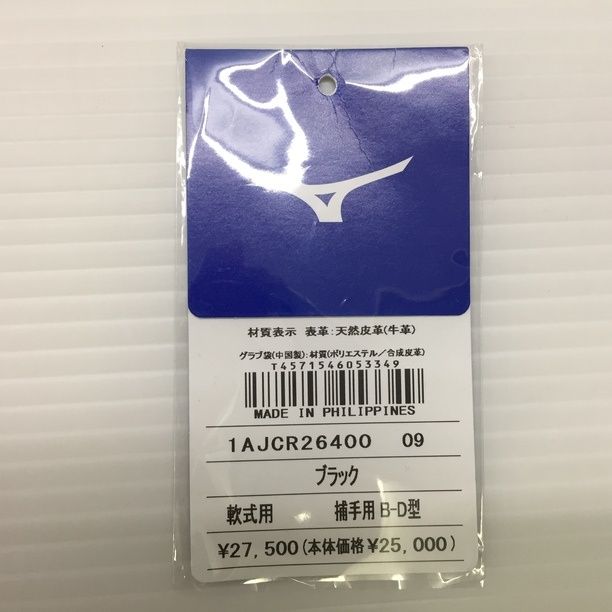 材質表示 表革:天然皮革(牛革)
グラブ袋(中国製):材質(ポリエステル/合成皮革)
T4571546053349
MADE IN PHILIPPINES
1AJCR26400 09
ブラック
軟式用 捕手用 B-D型
¥27,500(本体価格¥25,000)